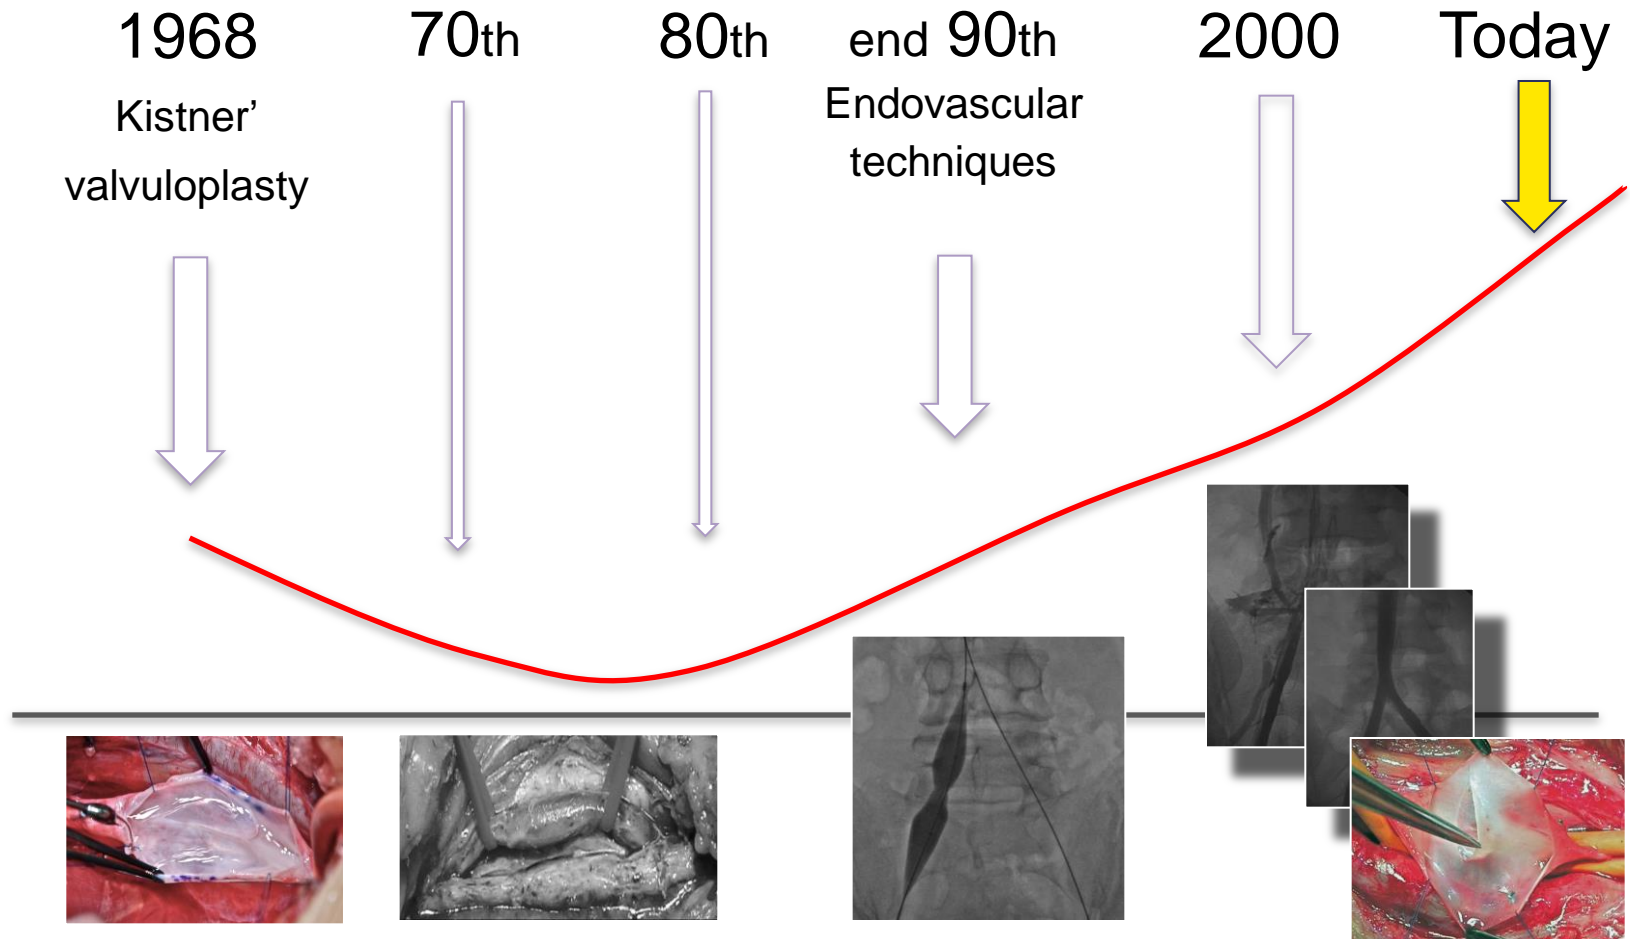 1968
Kistner’
valvuloplasty
70th
80th
end 90th
Endovascular
techniques
2000
Today